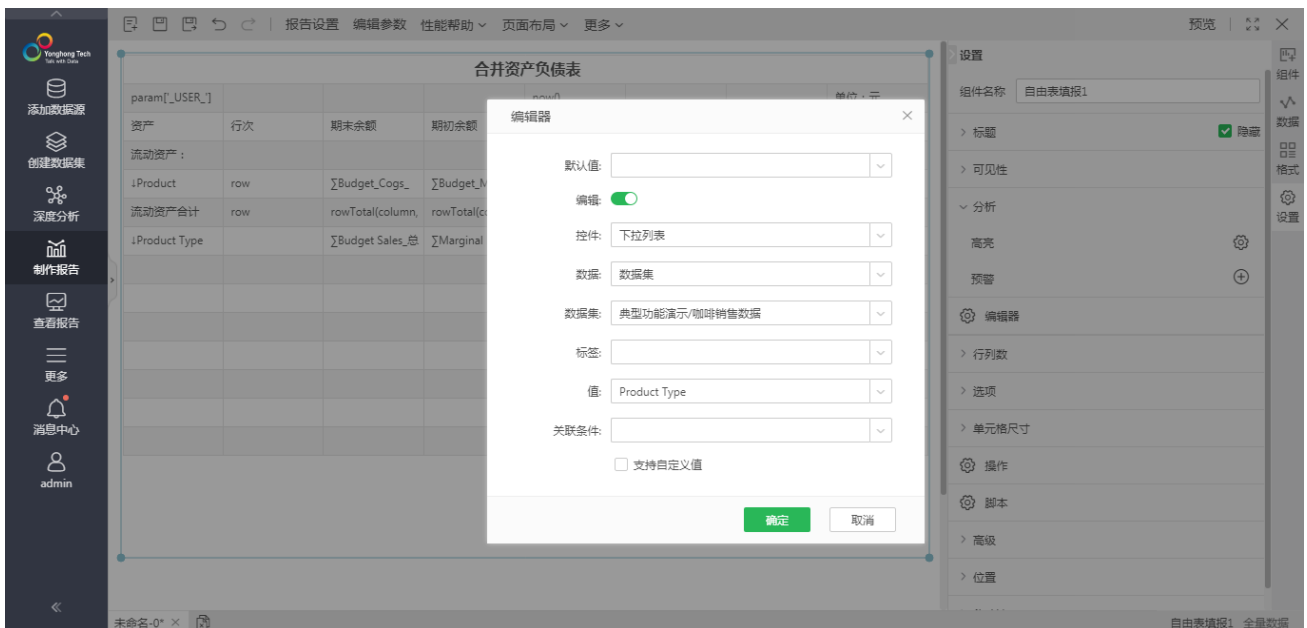 报告设置 编辑参数 性能帮助 页面布局 更多 预览
Yonghong Tech
Talk with Data
添加数据源
创建数据集
深度分析
制作报告
查看报告
更多
消息中心
admin
合并资产负债表
param['_USER_'] now() 单位：元
资产 行次 期末余额 期初余额
流动资产：
↓Product row ∑Budget_Cogs_ ∑Budget_M
流动资产合计 row rowTotal(column, rowTotal(co
↓Product Type ∑Budget Sales_总 ∑Marginal
编辑器
默认值:
编辑:
控件: 下拉列表
数据: 数据集
数据集: 典型功能演示/咖啡销售数据
标签:
值: Product Type
关联条件:
支持自定义值
确定 取消
设置
组件名称 自由表填报1
标题 隐藏
可见性
分析
高亮
预警
编辑器
行列数
选项
单元格尺寸
操作
脚本
高级
位置
组件
数据
格式
设置
未命名-0* 自由表填报1 全量数据